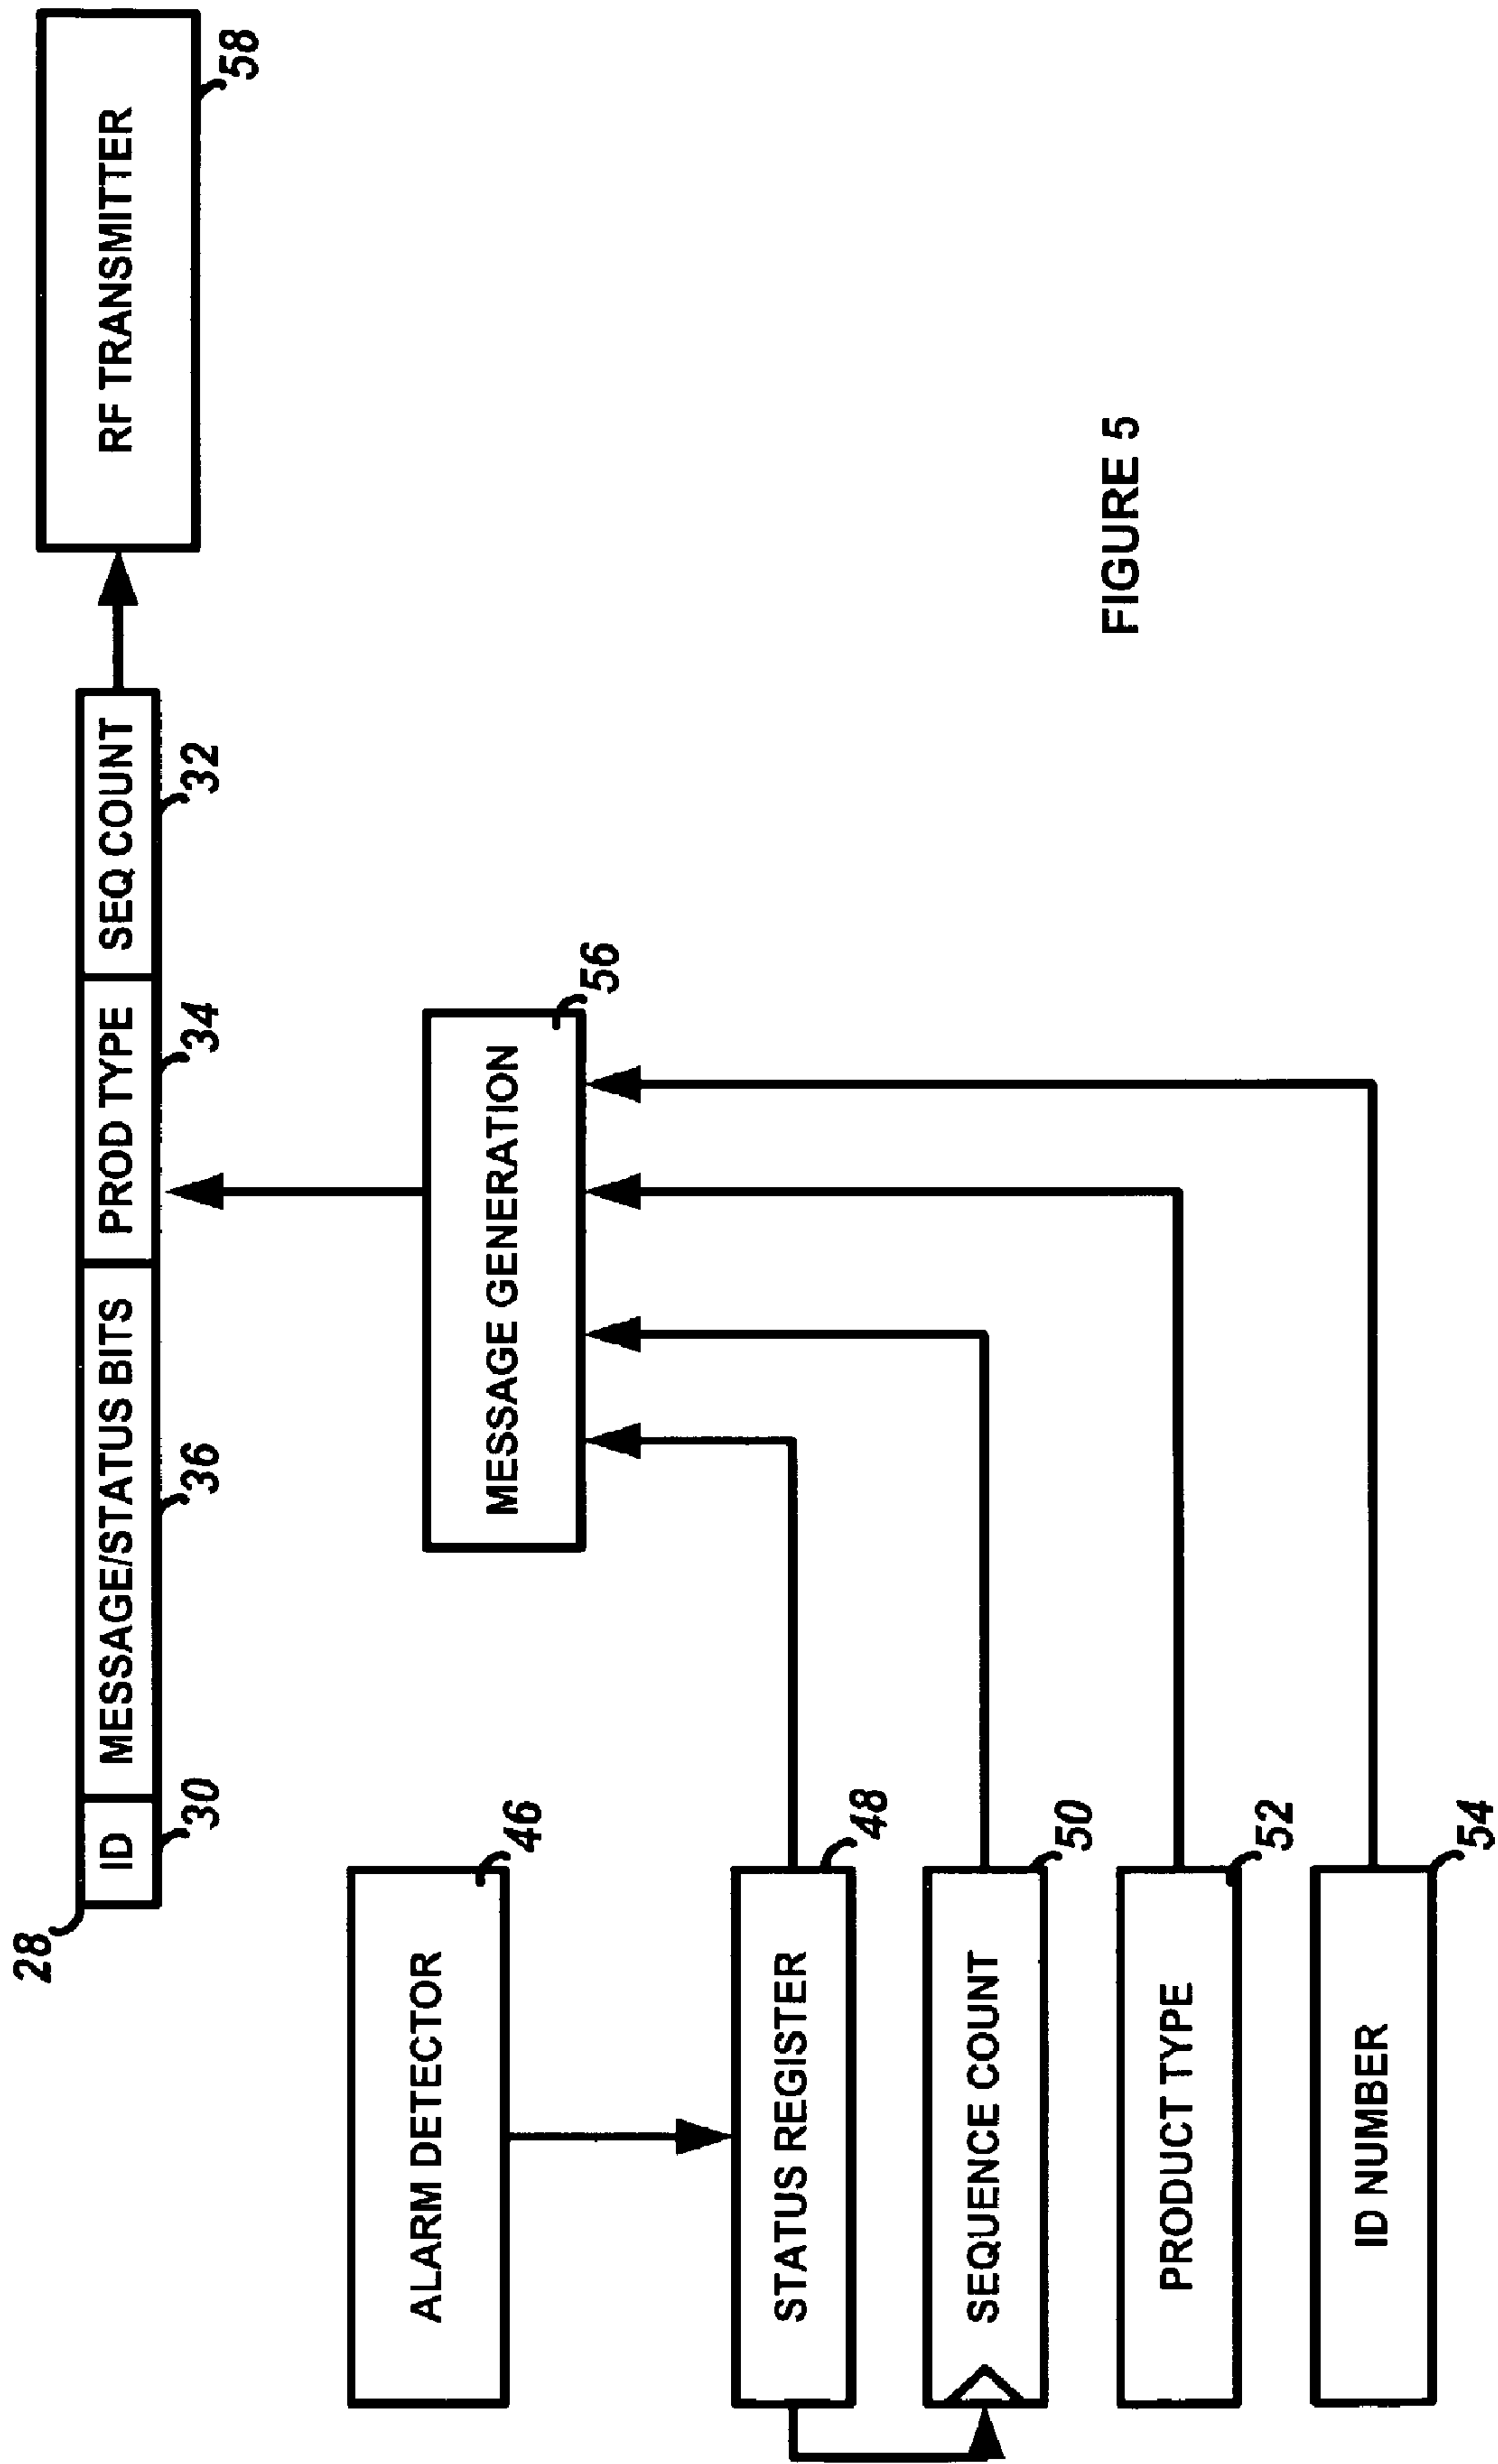 28
ID
MESSAGE/STATUS BITS
PROD TYPE
SEQ COUNT
30
36
34
32
RF TRANSMITTER
58
ALARM DETECTOR
46
MESSAGE GENERATION
56
STATUS REGISTER
48
SEQUENCE COUNT
50
PRODUCT TYPE
52
ID NUMBER
54
FIGURE 5